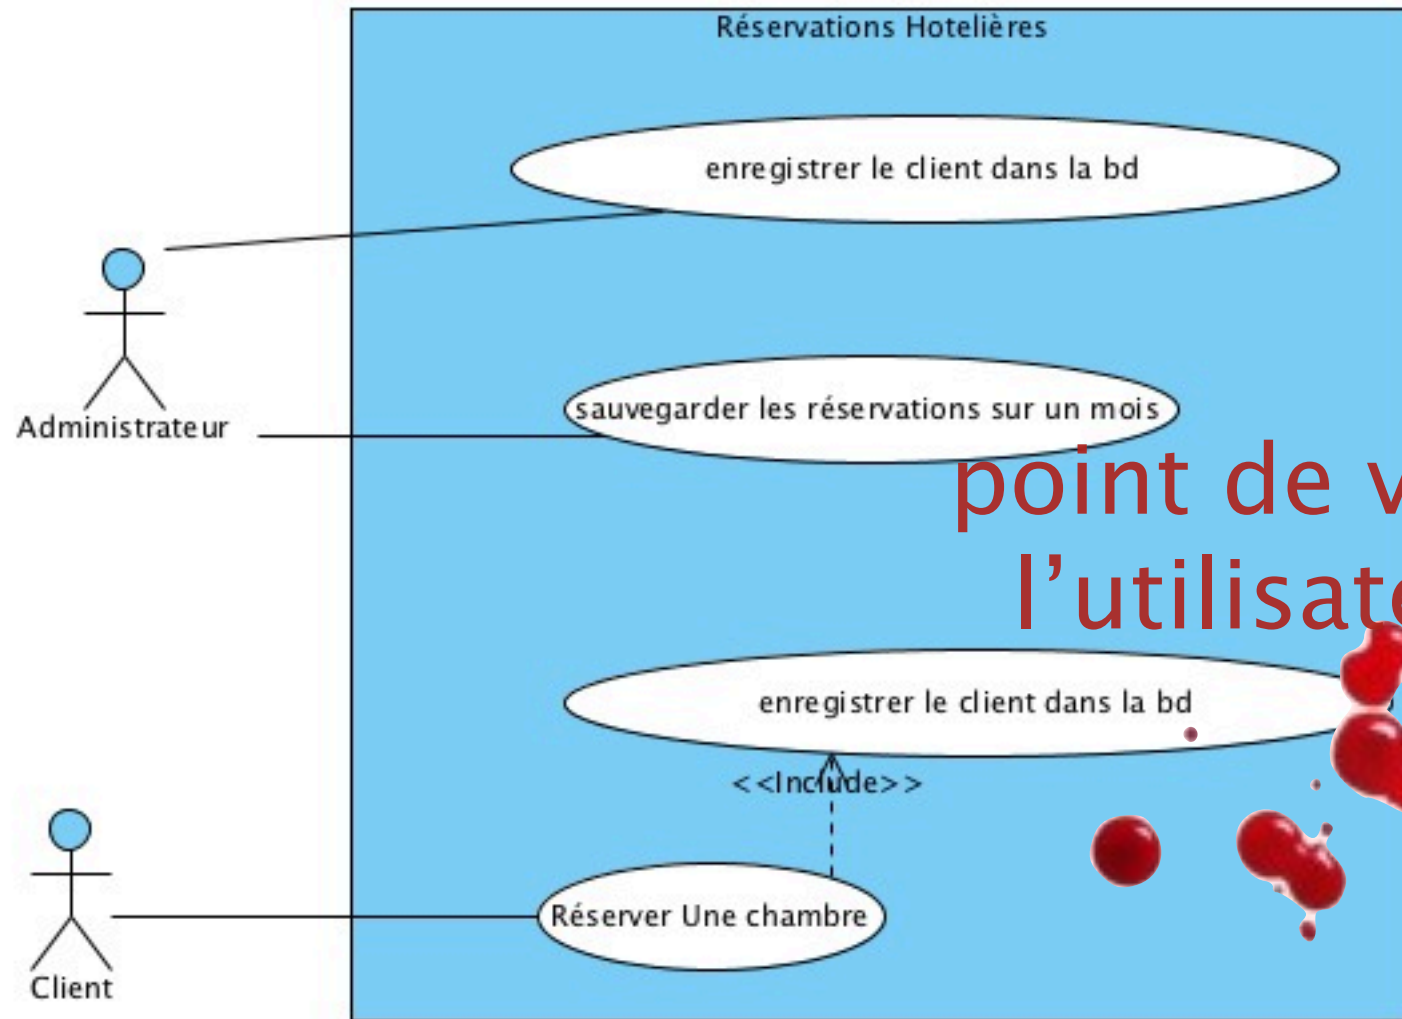 Réservations Hotelières
enregistrer le client dans la bd
Administrateur
sauvegarder les réservations sur un mois
point de v
l’utilisate
enregistrer le client dans la bd
<<Include>>
Réserver Une chambre
Client